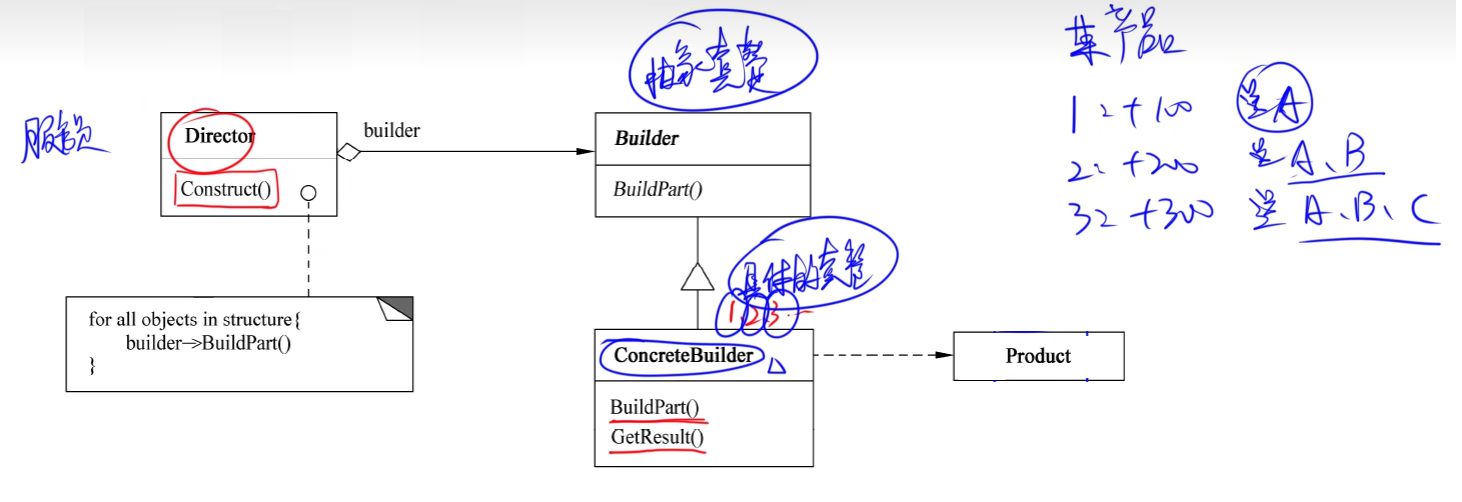 某产品
抽象套餐
1: +100 送A
服务员
Director
builder
Builder
2: +200 送A、B
Construct()
BuildPart()
3: +300 送A、B、C
具体的套餐
1 2 3
for all objects in structure{
builder→BuildPart()
}
ConcreteBuilder
Product
BuildPart()
GetResult()